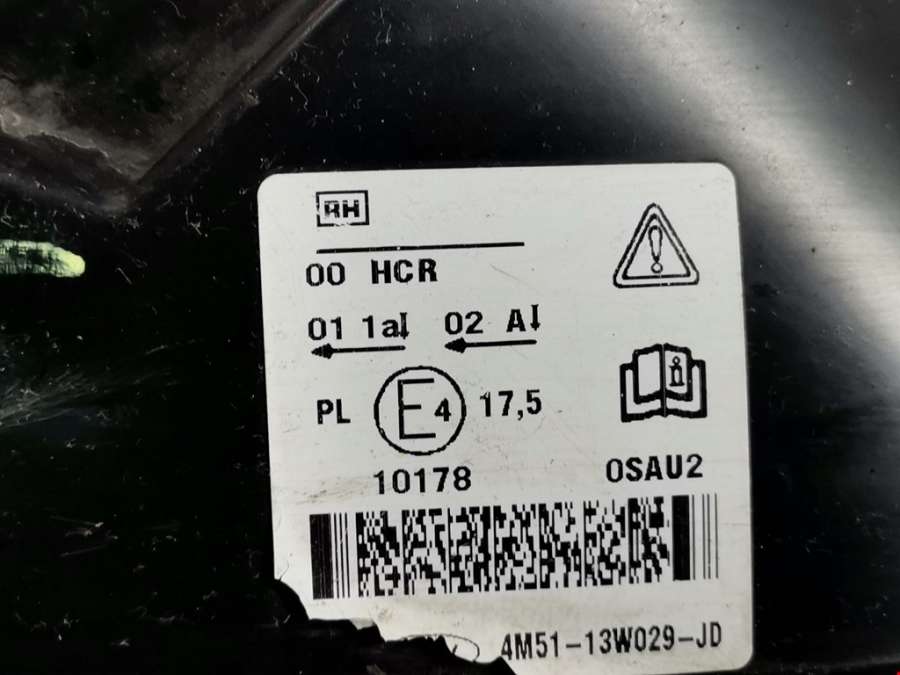 RH
00 HCR
01 1a 02 A
PL E4 17,5
10178 0SAU2
4M51-13W029-JD